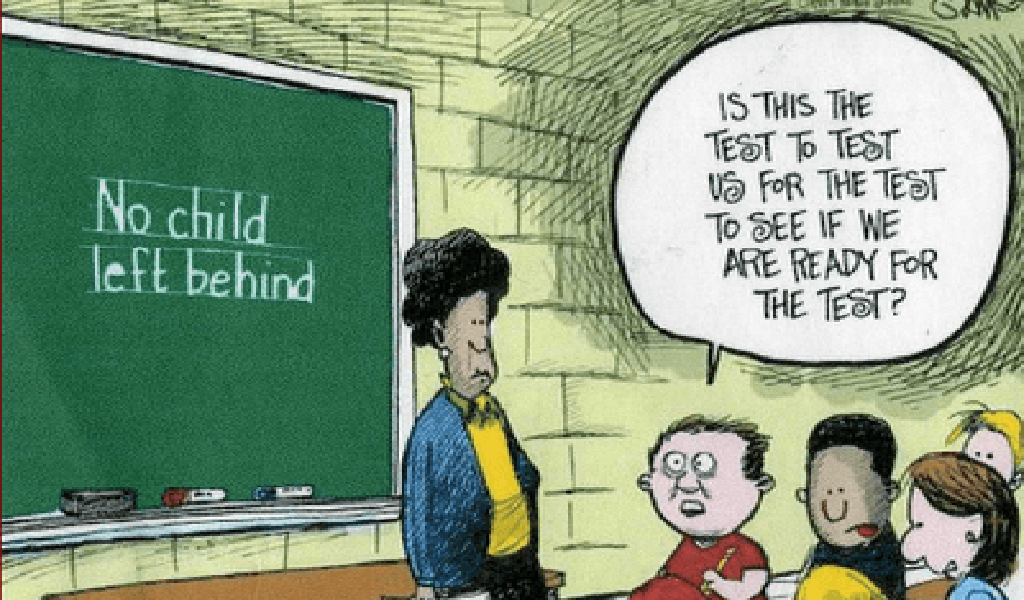 No child
left behind
IS THIS THE
TEST TO TEST
US FOR THE TEST
TO SEE IF WE
ARE READY FOR
THE TEST?